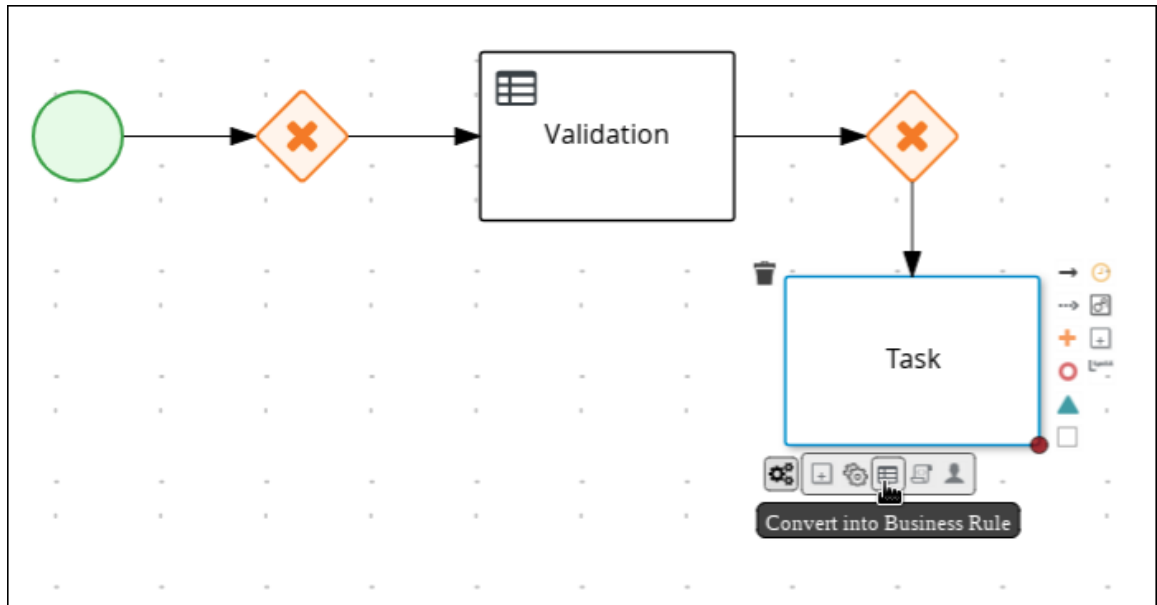 Validation
Task
Convert into Business Rule